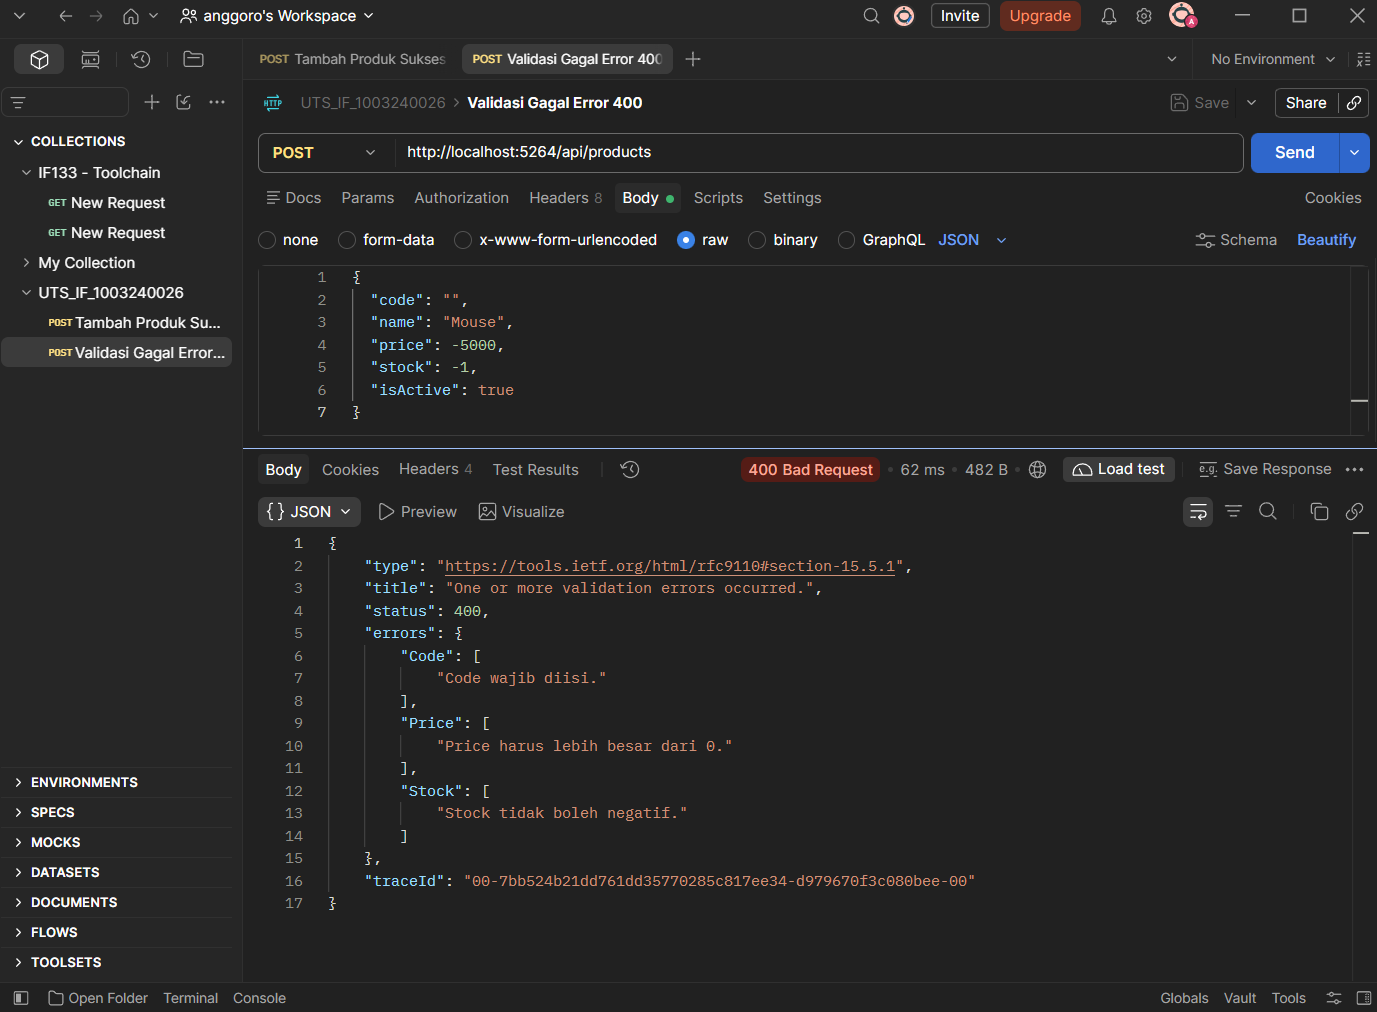 anggoro's Workspace
Invite
Upgrade
A
POST Tambah Produk Sukses
POST Validasi Gagal Error 400
No Environment
HTTP UTS_IF_1003240026 > Validasi Gagal Error 400
Save
Share
COLLECTIONS
IF133 - Toolchain
GET New Request
GET New Request
My Collection
UTS_IF_1003240026
POST Tambah Produk Su...
POST Validasi Gagal Error...
ENVIRONMENTS
SPECS
MOCKS
DATASETS
DOCUMENTS
FLOWS
TOOLSETS
POST http://localhost:5264/api/products
Send
Docs Params Authorization Headers 8 Body Scripts Settings Cookies
none form-data x-www-form-urlencoded raw binary GraphQL JSON Schema Beautify
1 {
2 "code": "",
3 "name": "Mouse",
4 "price": -5000,
5 "stock": -1,
6 "isActive": true
7 }
Body Cookies Headers 4 Test Results 400 Bad Request 62 ms 482 B Load test e.g. Save Response
{} JSON Preview Visualize
1 {
2 "type": "https://tools.ietf.org/html/rfc9110#section-15.5.1",
3 "title": "One or more validation errors occurred.",
4 "status": 400,
5 "errors": {
6 "Code": [
7 "Code wajib diisi."
8 ],
9 "Price": [
10 "Price harus lebih besar dari 0."
11 ],
12 "Stock": [
13 "Stock tidak boleh negatif."
14 ]
15 },
16 "traceId": "00-7bb524b21dd761dd35770285c817ee34-d979670f3c080bee-00"
17 }
Open Folder Terminal Console Globals Vault Tools